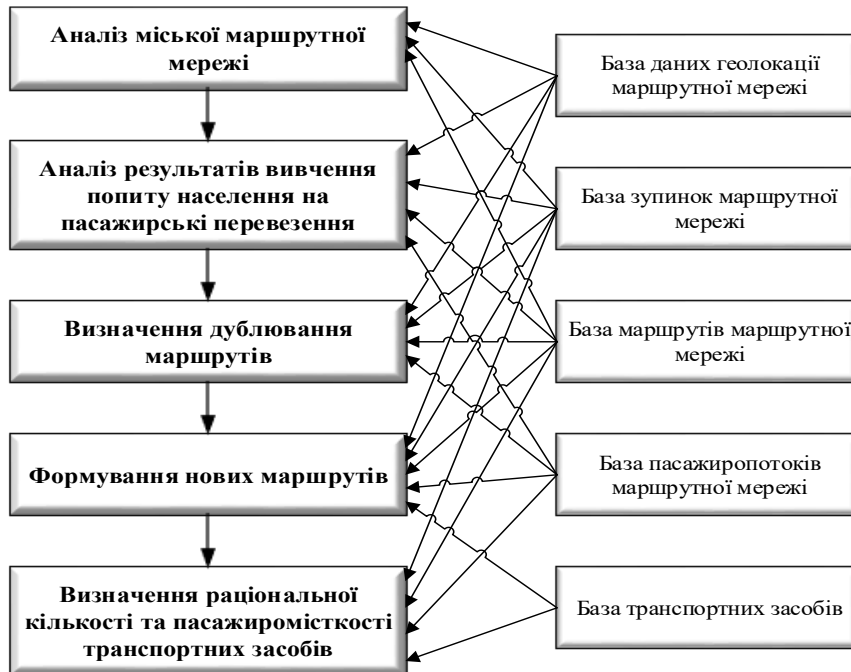 Аналіз міської маршрутної
мережі
Аналіз результатів вивчення
попиту населення на
пасажирські перевезення
Визначення дублювання
маршрутів
Формування нових маршрутів
Визначення раціональної
кількості та пасажиромісткості
транспортних засобів
База даних геолокації
маршрутної мережі
База зупинок маршрутної
мережі
База маршрутів маршрутної
мережі
База пасажиропотоків
маршрутної мережі
База транспортних засобів